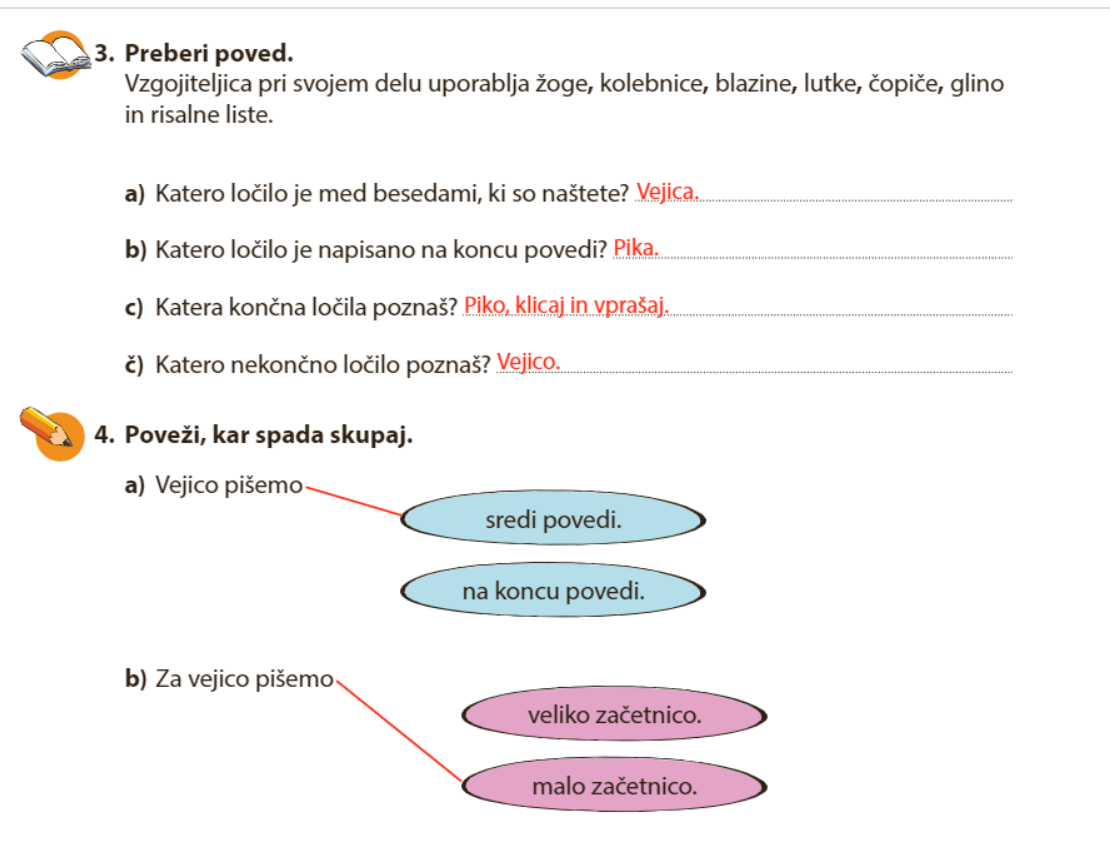 3. Preberi poved.
Vzgojiteljica pri svojem delu uporablja žoge, kolebnice, blazine, lutke, čopiče, glino
in risalne liste.
a) Katero ločilo je med besedami, ki so naštete? Vejica.
b) Katero ločilo je napisano na koncu povedi? Pika.
c) Katera končna ločila poznaš? Piko, klicaj in vprašaj.
č) Katero nekončno ločilo poznaš? Vejico.
4. Poveži, kar spada skupaj.
a) Vejico pišemo
sredi povedi.
na koncu povedi.
b) Za vejico pišemo
veliko začetnico.
malo začetnico.